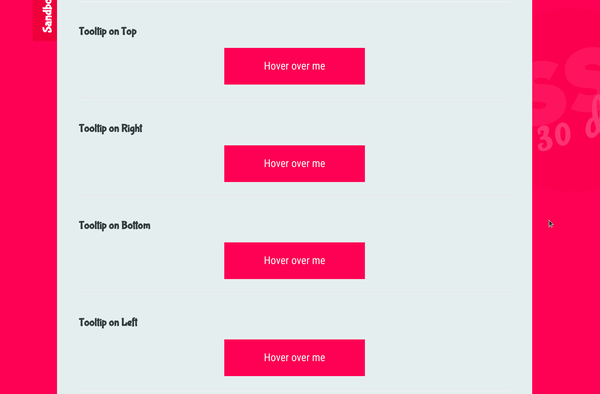 Sandbo
Tooltip on Top
Hover over me
Tooltip on Right
Hover over me
Tooltip on Bottom
Hover over me
Tooltip on Left
Hover over me
ss
30 d